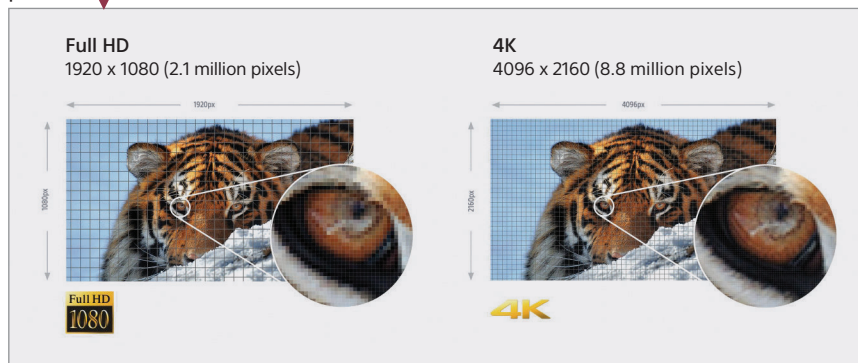 Full HD
1920 x 1080 (2.1 million pixels)
1920px
1080px
Full HD
1080
4K
4096 x 2160 (8.8 million pixels)
4096px
2160px
4K